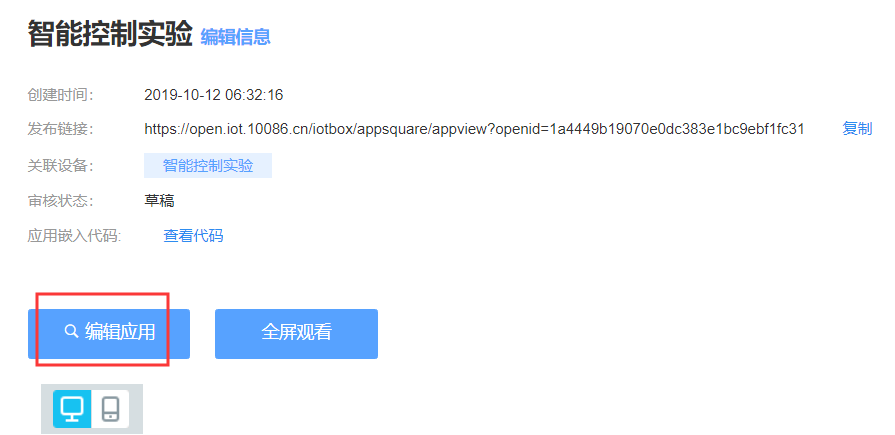 智能控制实验 编辑信息
创建时间: 2019-10-12 06:32:16
发布链接: https://open.iot.10086.cn/iotbox/appsquare/appview?openid=1a4449b19070e0dc383e1bc9ebf1fc31 复制
关联设备: 智能控制实验
审核状态: 草稿
应用嵌入代码: 查看代码
编辑应用 全屏观看